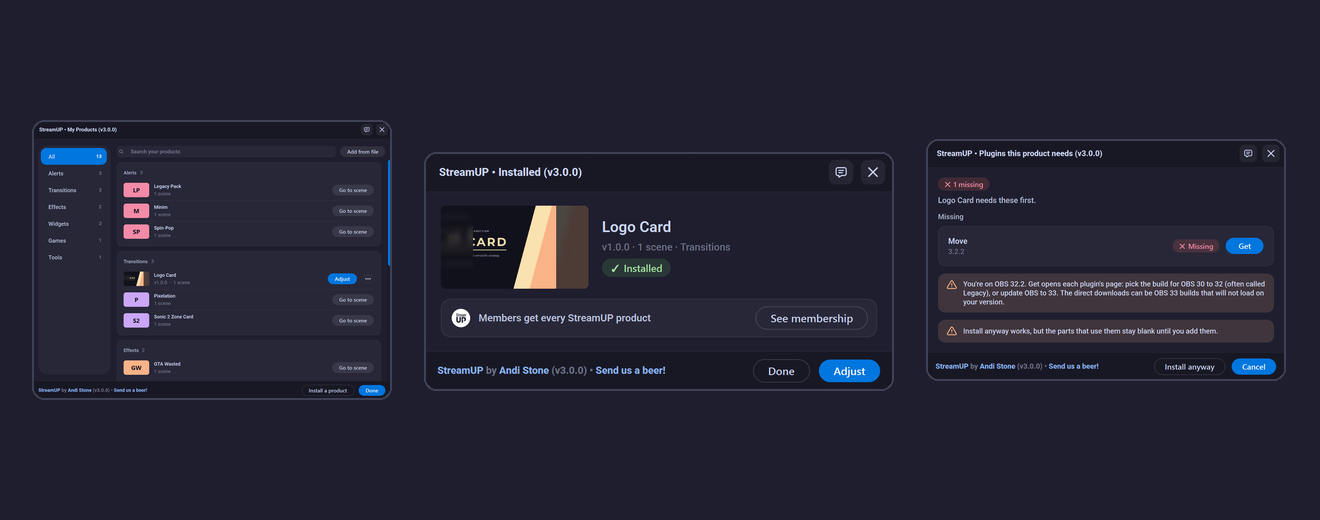 StreamUP • My Products (v3.0.0)
All 13
Alerts 3
Transitions 3
Effects 2
Widgets 3
Games 1
Tools 1
Search your products
Add from file
Alerts 3
LP
Legacy Pack
1 scene
Go to scene
M
Minim
1 scene
Go to scene
SP
Spin Pop
1 scene
Go to scene
Transitions 3
Logo Card
v1.0.0 · 1 scene
Adjust
P
Pixelation
1 scene
Go to scene
S2
Sonic 2 Zone Card
1 scene
Go to scene
Effects 2
GW
GTA Wasted
1 scene
Go to scene
StreamUP by Andi Stone (v3.0.0) • Send us a beer!
Install a product
Done
StreamUP • Installed (v3.0.0)
CARD
Logo Card
v1.0.0 · 1 scene · Transitions
✓ Installed
Stream UP
Members get every StreamUP product
See membership
StreamUP by Andi Stone (v3.0.0) • Send us a beer!
Done
Adjust
StreamUP • Plugins this product needs (v3.0.0)
✕ 1 missing
Logo Card needs these first.
Missing
Move
3.2.2
✕ Missing
Get
You're on OBS 32.2. Get opens each plugin's page: pick the build for OBS 30 to 32 (often called
Legacy), or update OBS to 33. The direct downloads can be OBS 33 builds that will not load on
your version.
Install anyway works, but the parts that use them stay blank until you add them.
StreamUP by Andi Stone (v3.0.0) • Send us a beer!
Install anyway
Cancel